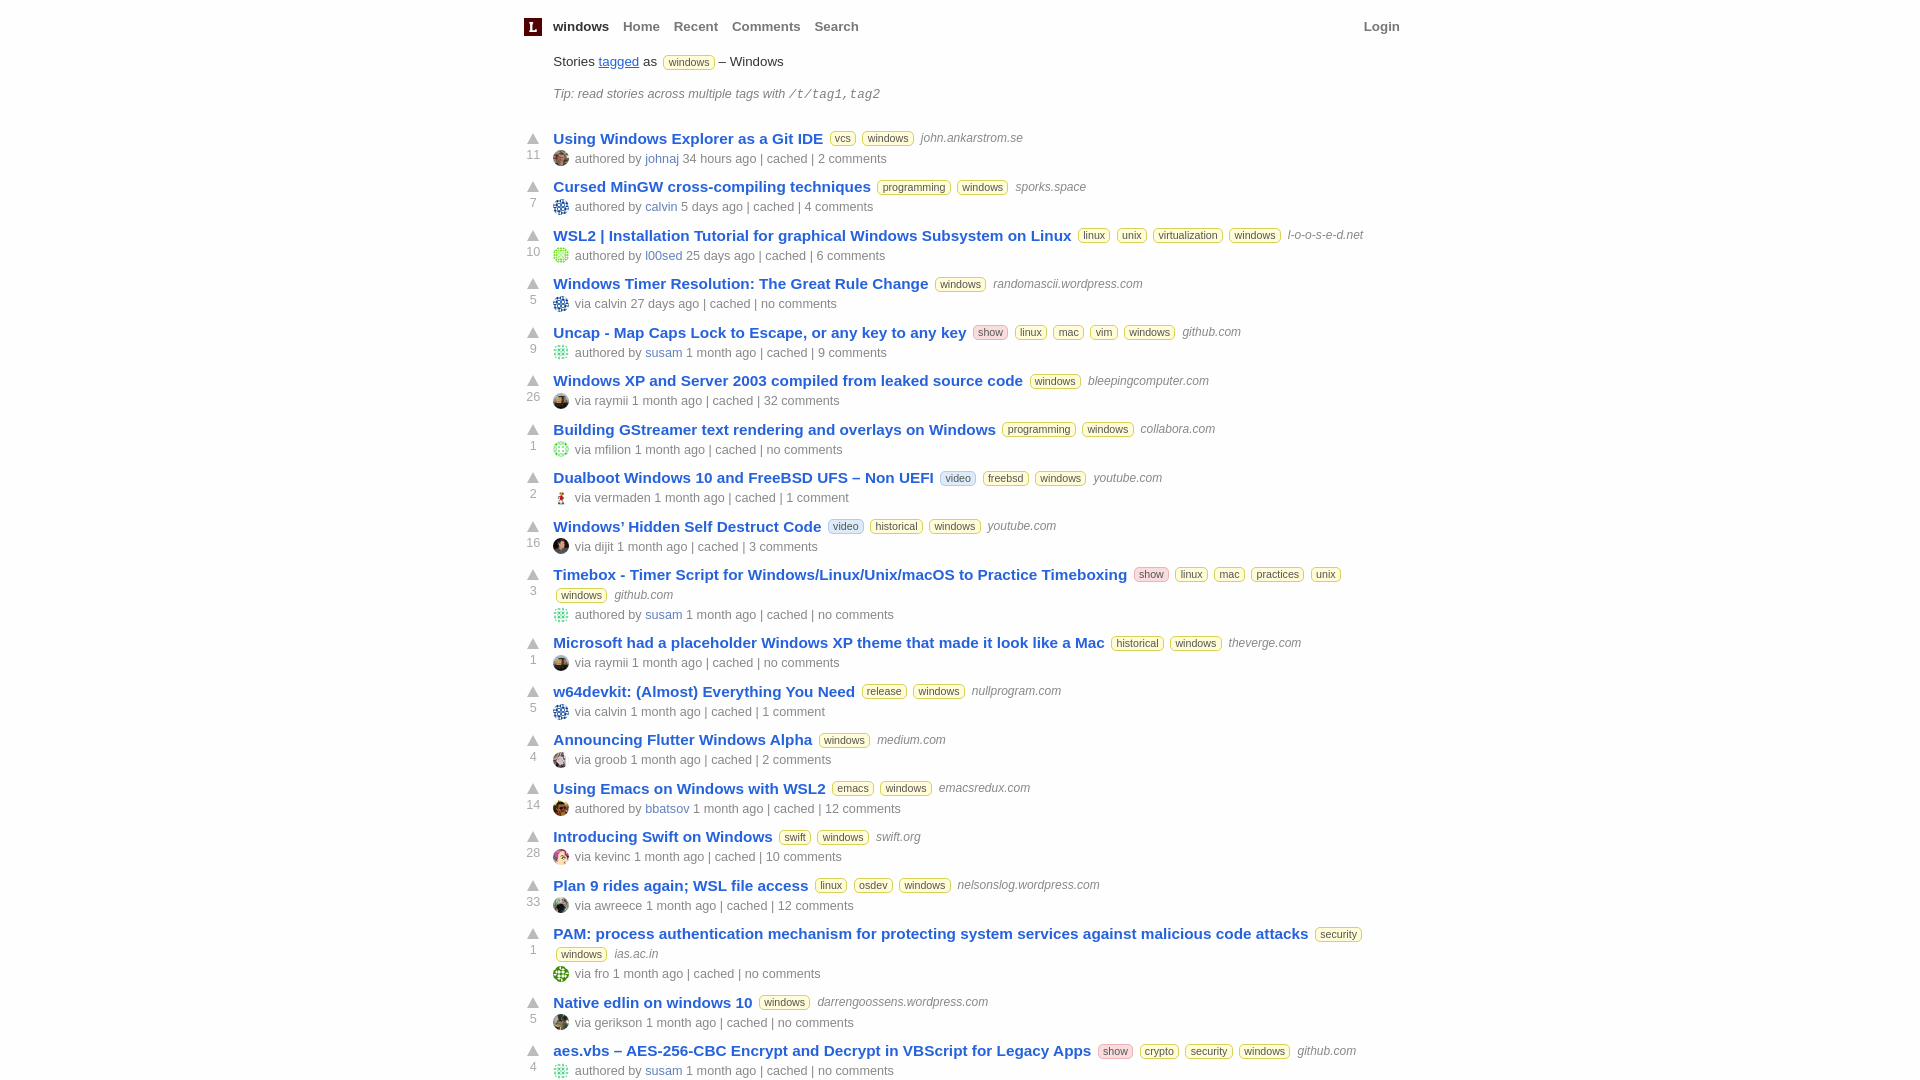 L windows Home Recent Comments Search Login
Stories tagged as windows – Windows
Tip: read stories across multiple tags with /t/tag1,tag2
Using Windows Explorer as a Git IDE vcs windows john.ankarstrom.se
11 authored by johnaj 34 hours ago | cached | 2 comments
Cursed MinGW cross-compiling techniques programming windows sporks.space
7 authored by calvin 5 days ago | cached | 4 comments
WSL2 | Installation Tutorial for graphical Windows Subsystem on Linux linux unix virtualization windows l-o-o-s-e-d.net
10 authored by l00sed 25 days ago | cached | 6 comments
Windows Timer Resolution: The Great Rule Change windows randomascii.wordpress.com
5 via calvin 27 days ago | cached | no comments
Uncap - Map Caps Lock to Escape, or any key to any key show linux mac vim windows github.com
9 authored by susam 1 month ago | cached | 9 comments
Windows XP and Server 2003 compiled from leaked source code windows bleepingcomputer.com
26 via raymii 1 month ago | cached | 32 comments
Building GStreamer text rendering and overlays on Windows programming windows collabora.com
1 via mfilion 1 month ago | cached | no comments
Dualboot Windows 10 and FreeBSD UFS – Non UEFI video freebsd windows youtube.com
2 via vermaden 1 month ago | cached | 1 comment
Windows’ Hidden Self Destruct Code video historical windows youtube.com
16 via dijit 1 month ago | cached | 3 comments
Timebox - Timer Script for Windows/Linux/Unix/macOS to Practice Timeboxing show linux mac practices unix
3 windows github.com
authored by susam 1 month ago | cached | no comments
Microsoft had a placeholder Windows XP theme that made it look like a Mac historical windows theverge.com
1 via raymii 1 month ago | cached | no comments
w64devkit: (Almost) Everything You Need release windows nullprogram.com
5 via calvin 1 month ago | cached | 1 comment
Announcing Flutter Windows Alpha windows medium.com
4 via groob 1 month ago | cached | 2 comments
Using Emacs on Windows with WSL2 emacs windows emacsredux.com
14 authored by bbatsov 1 month ago | cached | 12 comments
Introducing Swift on Windows swift windows swift.org
28 via kevinc 1 month ago | cached | 10 comments
Plan 9 rides again; WSL file access linux osdev windows nelsonslog.wordpress.com
33 via awreece 1 month ago | cached | 12 comments
PAM: process authentication mechanism for protecting system services against malicious code attacks security
1 windows ias.ac.in
via fro 1 month ago | cached | no comments
Native edlin on windows 10 windows darrengoossens.wordpress.com
5 via gerikson 1 month ago | cached | no comments
aes.vbs – AES-256-CBC Encrypt and Decrypt in VBScript for Legacy Apps show crypto security windows github.com
4 authored by susam 1 month ago | cached | no comments